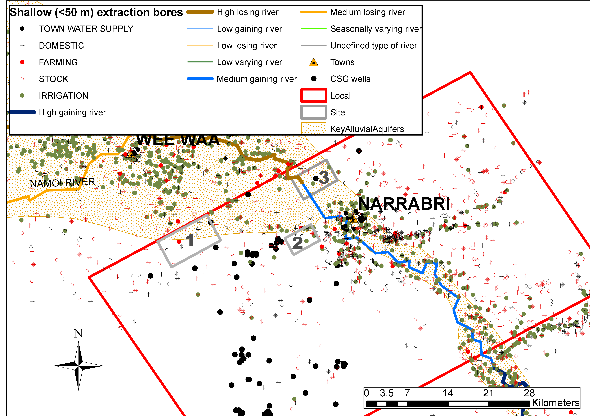 Shallow (<50 m) extraction bores
TOWN WATER SUPPLY
DOMESTIC
FARMING
STOCK
IRRIGATION
High gaining river
High losing river
Low gaining river
Low losing river
Low varying river
Medium gaining river
Medium losing river
Seasonally varying river
Undefined type of river
Towns
CSG wells
Local
Site
KeyAlluvialAquifers
WEE WAA
NAMOI RIVER
NARRABRI
1
2
3
N
0 3.5 7 14 21 28
Kilometers